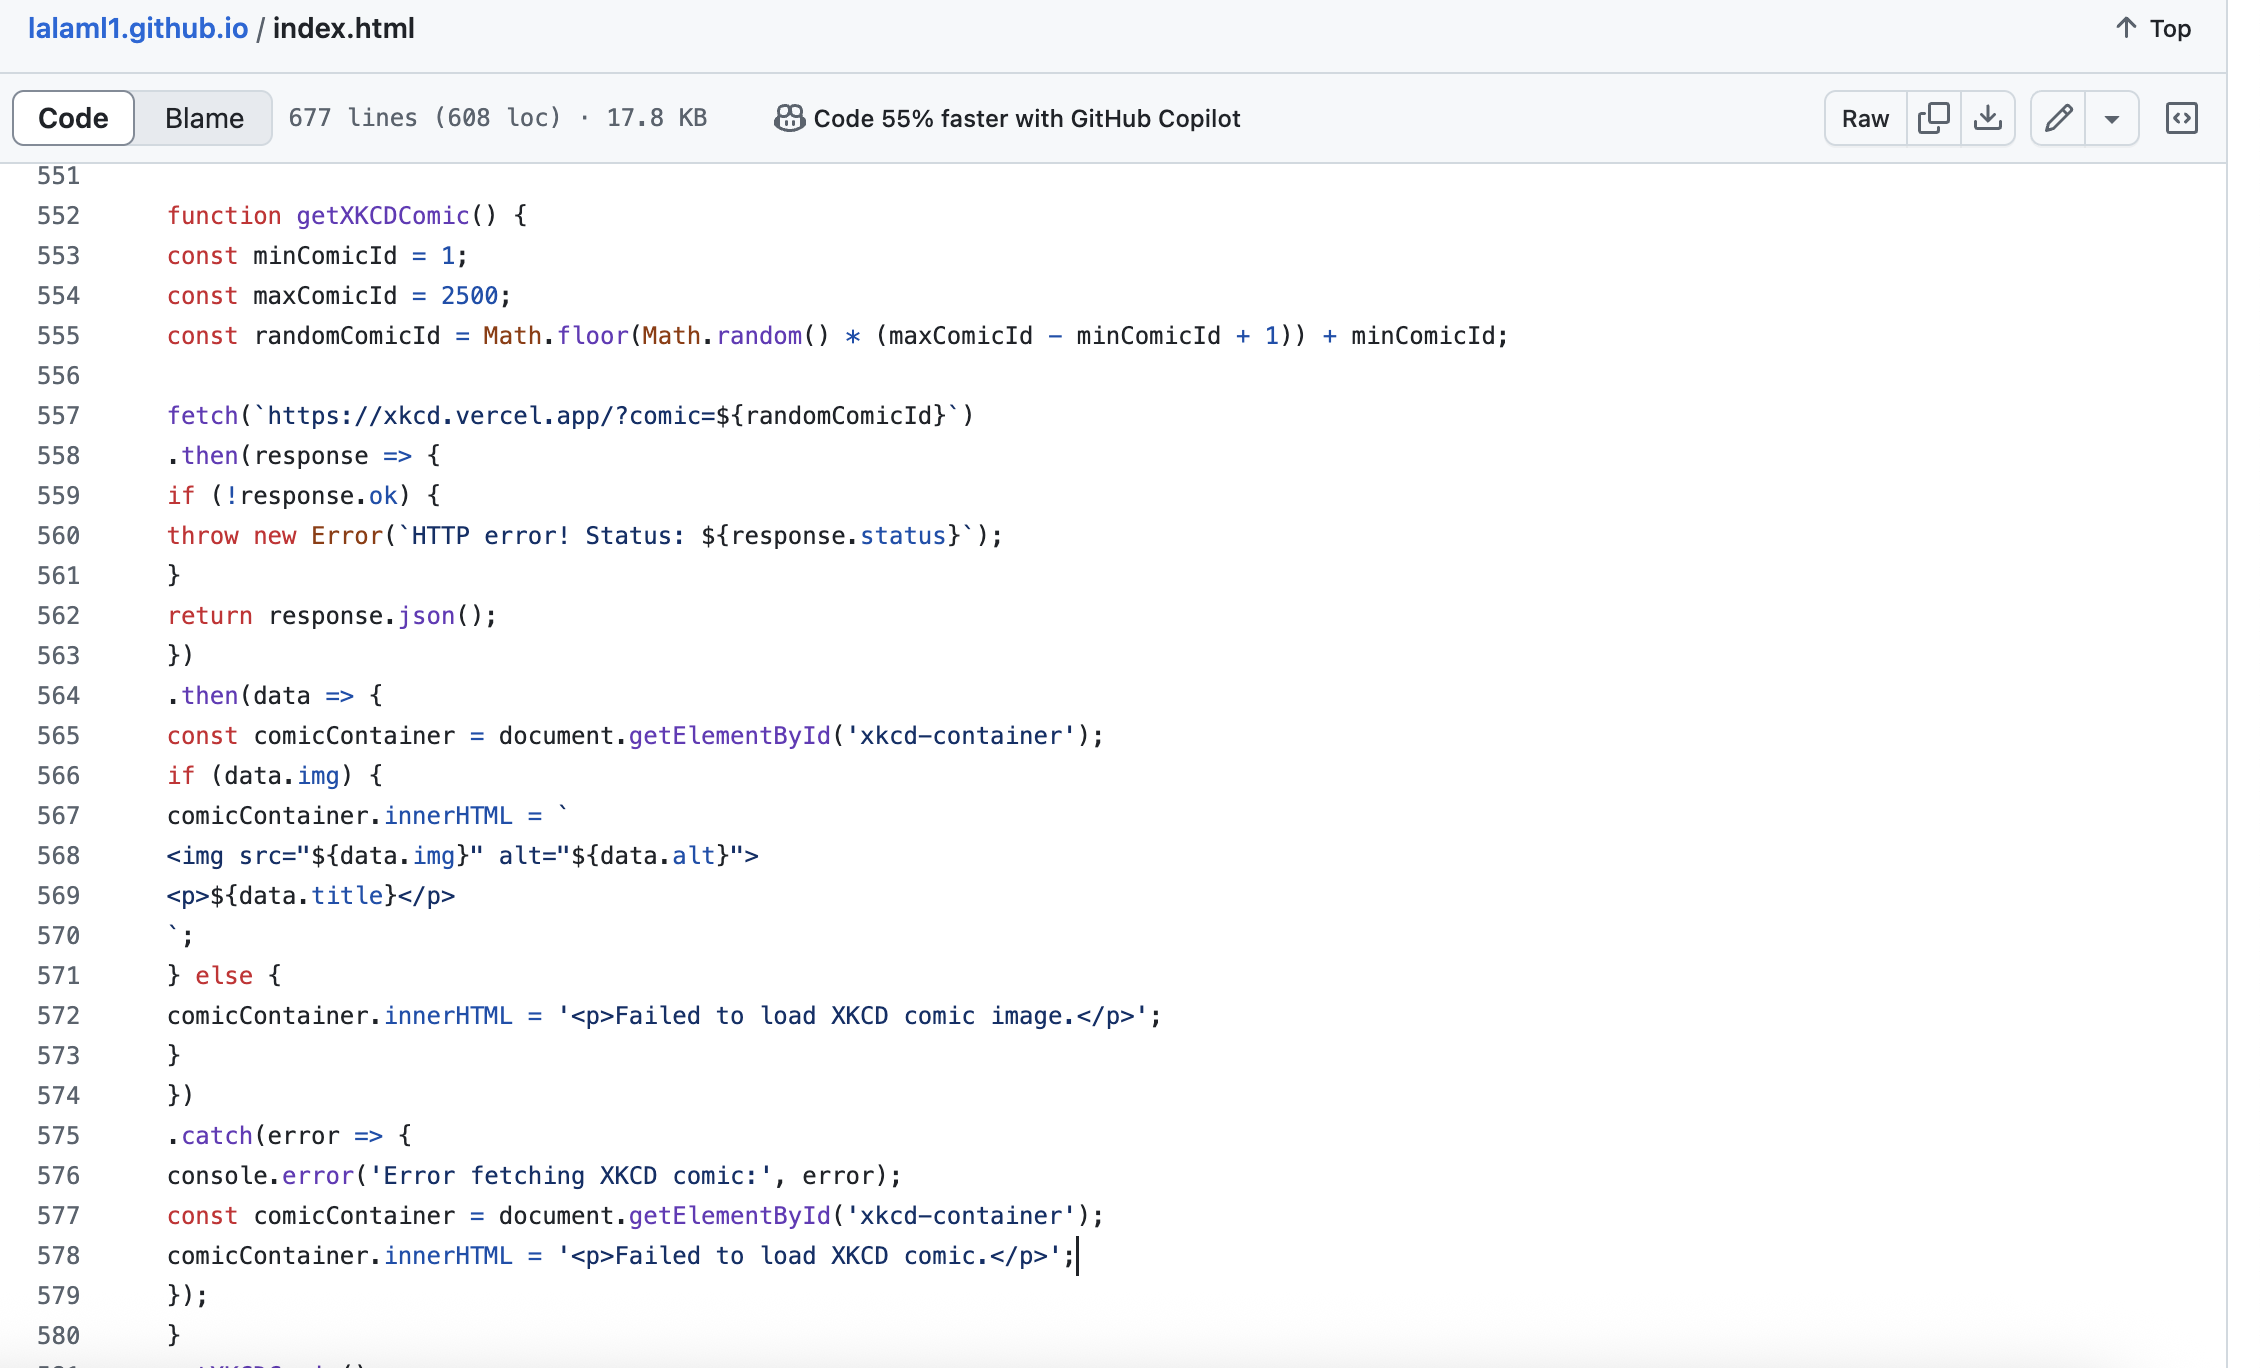 lalaml1.github.io / index.html
Top
Code Blame 677 lines (608 loc) · 17.8 KB Code 55% faster with GitHub Copilot Raw
551
552 function getXKCDComic() {
553 const minComicId = 1;
554 const maxComicId = 2500;
555 const randomComicId = Math.floor(Math.random() * (maxComicId - minComicId + 1)) + minComicId;
556
557 fetch(`https://xkcd.vercel.app/?comic=${randomComicId}`)
558 .then(response => {
559 if (!response.ok) {
560 throw new Error(`HTTP error! Status: ${response.status}`);
561 }
562 return response.json();
563 })
564 .then(data => {
565 const comicContainer = document.getElementById('xkcd-container');
566 if (data.img) {
567 comicContainer.innerHTML = `
568 <img src="${data.img}" alt="${data.alt}">
569 <p>${data.title}</p>
570 `;
571 } else {
572 comicContainer.innerHTML = '<p>Failed to load XKCD comic image.</p>';
573 }
574 })
575 .catch(error => {
576 console.error('Error fetching XKCD comic:', error);
577 const comicContainer = document.getElementById('xkcd-container');
578 comicContainer.innerHTML = '<p>Failed to load XKCD comic.</p>';
579 });
580 }